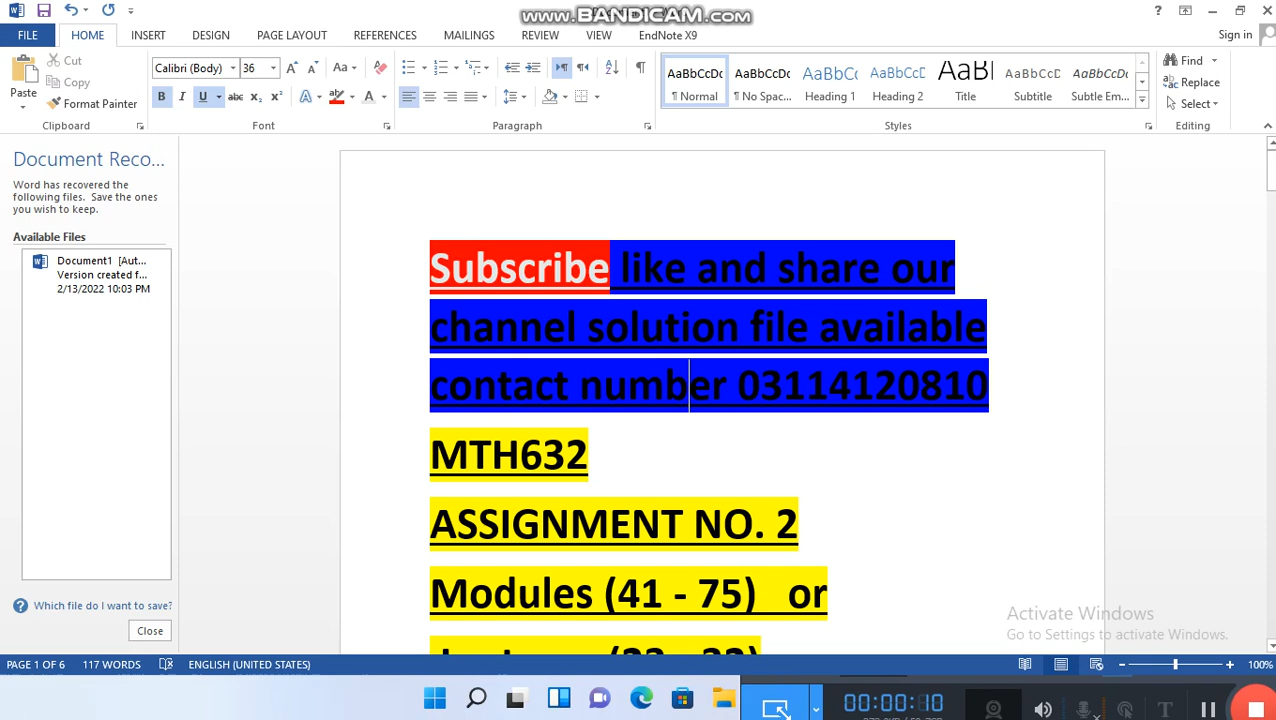 www.BANDICAM.com
Sign in
FILE HOME INSERT DESIGN PAGE LAYOUT REFERENCES MAILINGS REVIEW VIEW EndNote X9
Paste
Cut
Copy
Format Painter
Clipboard
Calibri (Body) 36
Font
Paragraph
AaBbCcDc AaBbCcDc AaBbCc AaBbCcDc AaBl AaBbCcDc AaBbCcDc
¶ Normal ¶ No Spac... Heading 1 Heading 2 Title Subtitle Subtle Em...
Styles
Find
Replace
Select
Editing
Document Reco...
Word has recovered the
following files. Save the ones
you wish to keep.
Available Files
Document1 [Aut...
Version created f...
2/13/2022 10:03 PM
Which file do I want to save?
Close
Subscribe like and share our
channel solution file available
contact number 03114120810
MTH632
ASSIGNMENT NO. 2
Modules (41 - 75) or
Activate Windows
Go to Settings to activate Windows.
PAGE 1 OF 6 117 WORDS ENGLISH (UNITED STATES) 100%
00:00:10